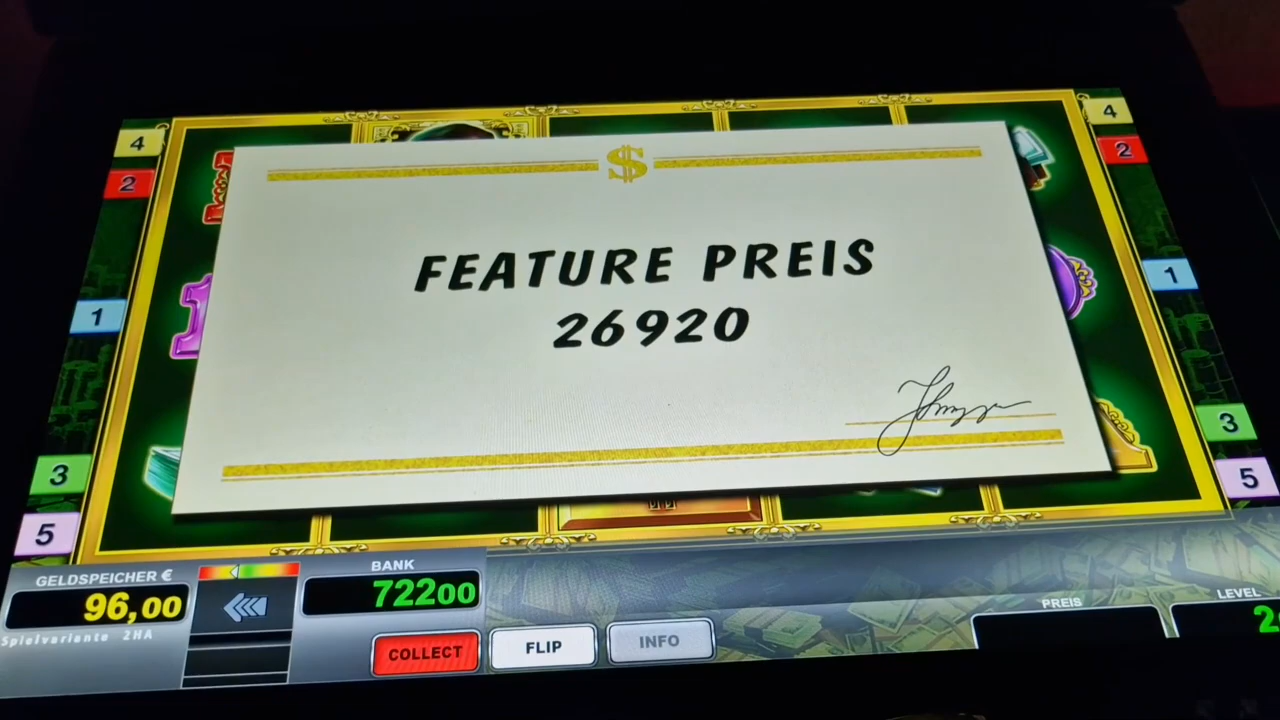 4
4
2
2
$
FEATURE PREIS
26920
1
1
3
3
5
5
GELDSPEICHER €
96,00
Spielvariante 2HA
BANK
72200
COLLECT
FLIP
INFO
PREIS
LEVEL